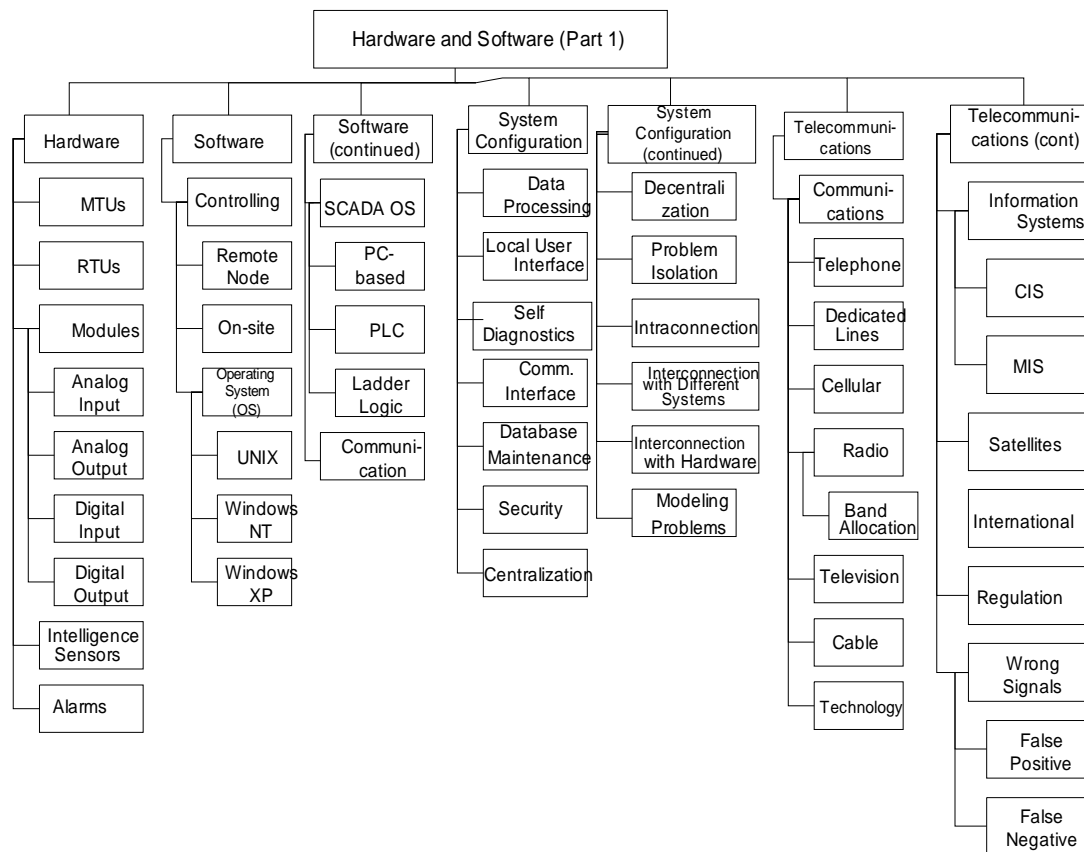 Hardware and Software (Part 1)
Hardware
MTUs
RTUs
Modules
Analog
Input
Analog
Output
Digital
Input
Digital
Output
Intelligence
Sensors
Alarms
Software
Controlling
Remote
Node
On-site
Operating
System
(OS)
UNIX
Windows
NT
Windows
XP
Software
(continued)
SCADA OS
PC-
based
PLC
Ladder
Logic
Communi-
cation
System
Configuration
Data
Processing
Local User
Interface
Self
Diagnostics
Comm.
Interface
Database
Maintenance
Security
Centralization
System
Configuration
(continued)
Decentrali
ization
Problem
Isolation
Intraconnection
Interconnection
with Different
Systems
Interconnection
with Hardware
Modeling
Problems
Telecommuni-
cations
Communi-
cations
Telephone
Dedicated
Lines
Cellular
Radio
Band
Allocation
Television
Cable
Technology
Telecommuni-
cations (cont)
Information
Systems
CIS
MIS
Satellites
International
Regulation
Wrong
Signals
False
Positive
False
Negative